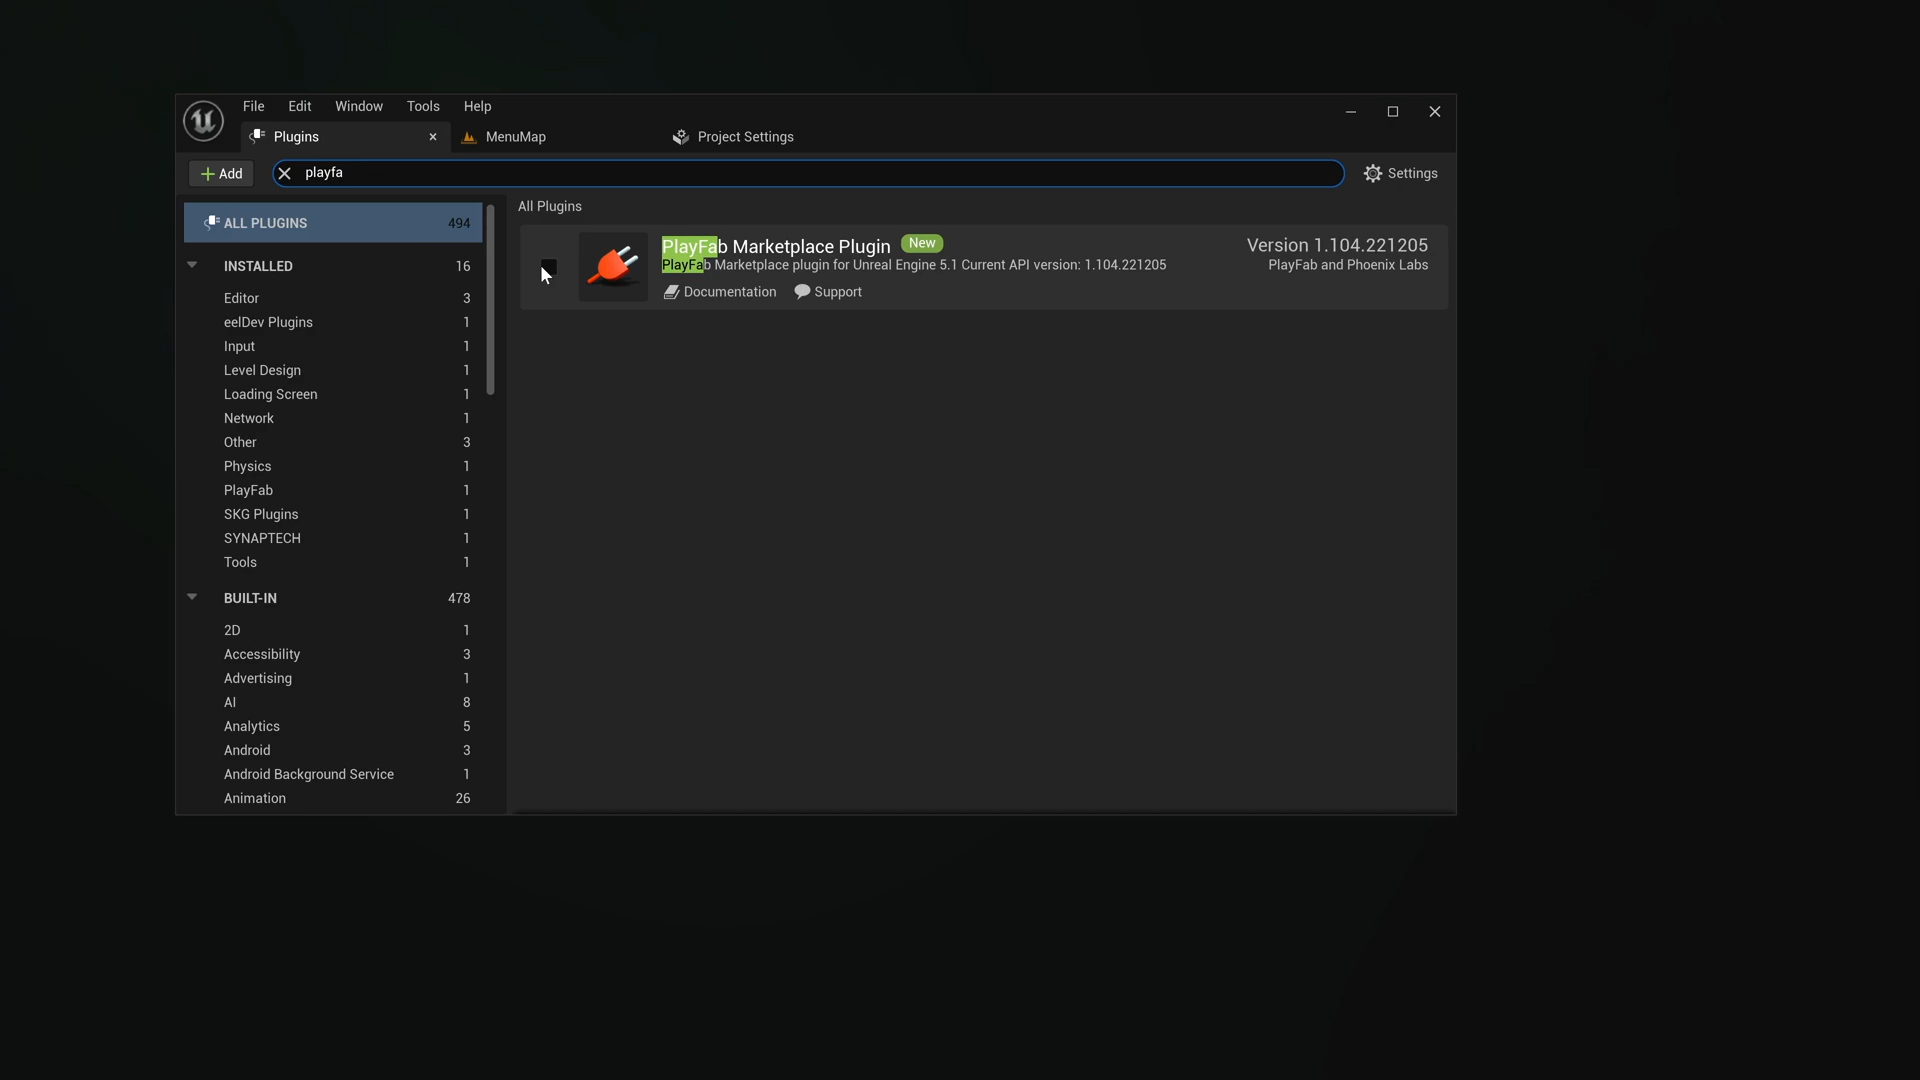 File Edit Window Tools Help
Plugins MenuMap Project Settings
Add playfa Settings
ALL PLUGINS 494
INSTALLED 16
Editor 3
eelDev Plugins 1
Input 1
Level Design 1
Loading Screen 1
Network 1
Other 3
Physics 1
PlayFab 1
SKG Plugins 1
SYNAPTECH 1
Tools 1
BUILT-IN 478
2D 1
Accessibility 3
Advertising 1
AI 8
Analytics 5
Android 3
Android Background Service 1
Animation 26
All Plugins
PlayFab Marketplace Plugin New Version 1.104.221205
PlayFab Marketplace plugin for Unreal Engine 5.1 Current API version: 1.104.221205 PlayFab and Phoenix Labs
Documentation Support